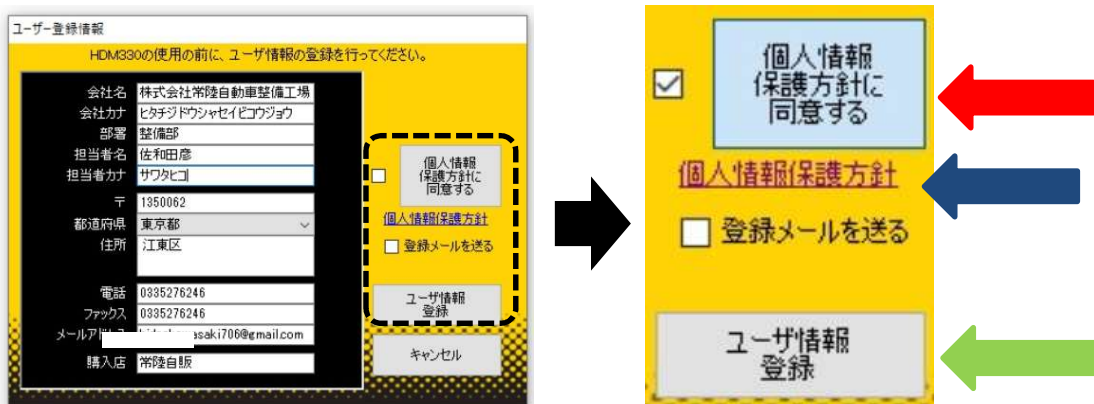 ユーザー登録情報
HDM330の使用の前に、ユーザ情報の登録を行ってください。
会社名 株式会社常陸自動車整備工場
会社カナ ヒタチジドウシャセイビコウジョウ
部署 整備部
担当者名 佐和田彦
担当者カナ サワタヒコ
〒 1350062
都道府県 東京都
住所 江東区
電話 0335276246
ファックス 0335276246
メールアドレス asaki706@gmail.com
購入店 常陸自販
個人情報
保護方針に
同意する
個人情報保護方針
登録メールを送る
ユーザ情報
登録
キャンセル
個人情報
保護方針に
同意する
個人情報保護方針
登録メールを送る
ユーザ情報
登録